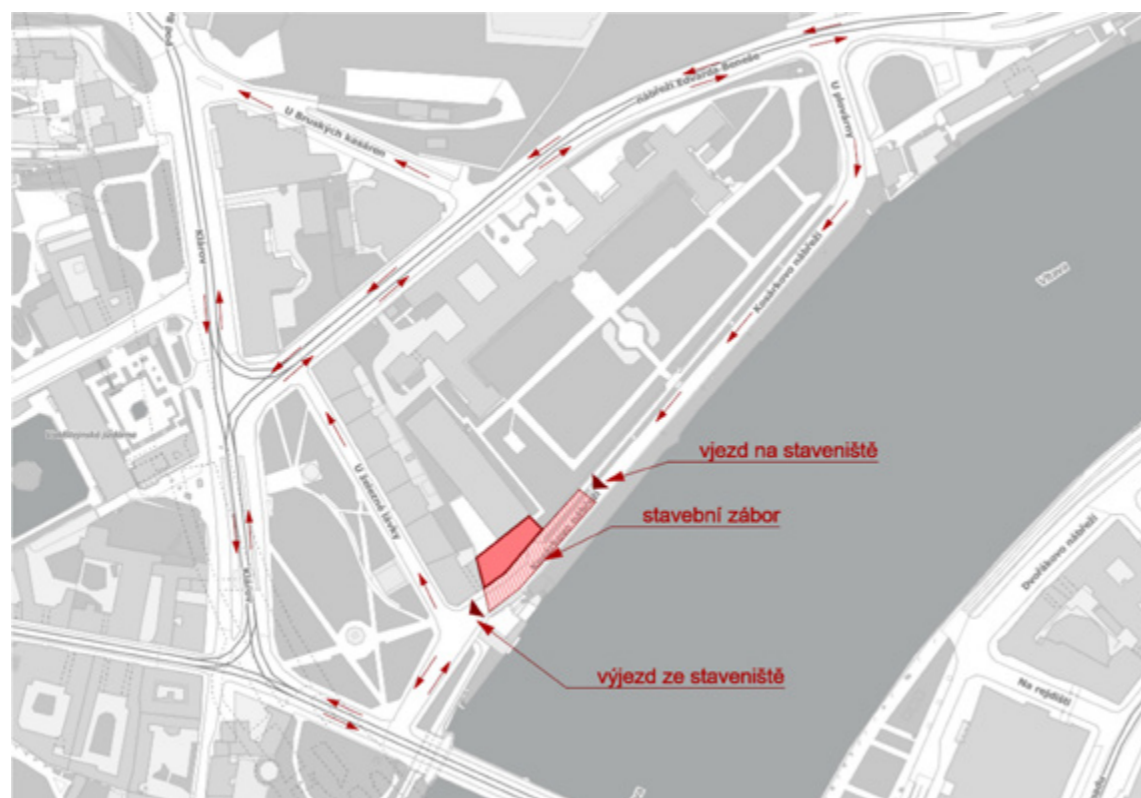 nábřeží Edvarda Beneše
U plovárny
U Bruských kasáren
Klárov
Kosárkovo nábřeží
Vltava
vjezd na staveniště
stavební zábor
U železné lávky
Dvořákovo nábřeží
Klárov
výjezd ze staveniště
Na rejdišti